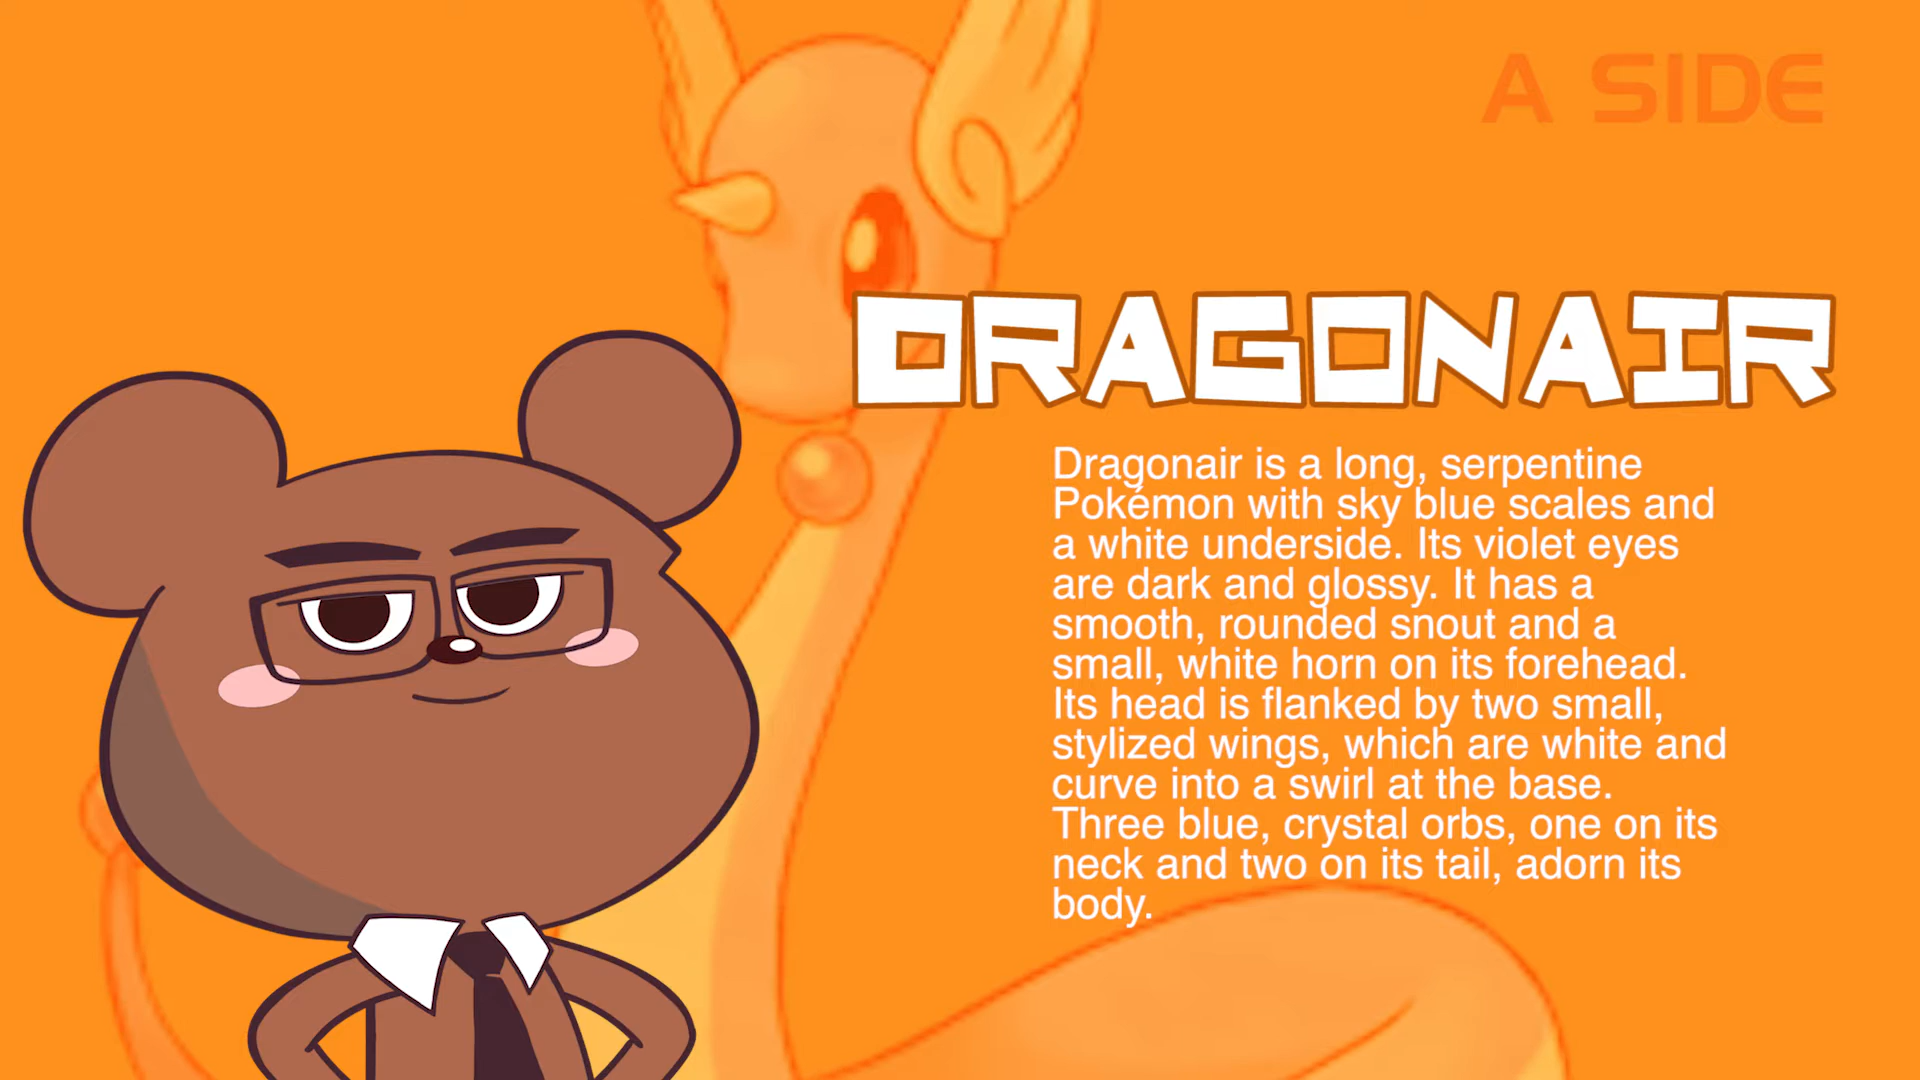 A SIDE
DRAGONAIR
Dragonair is a long, serpentine
Pokémon with sky blue scales and
a white underside. Its violet eyes
are dark and glossy. It has a
smooth, rounded snout and a
small, white horn on its forehead.
Its head is flanked by two small,
stylized wings, which are white and
curve into a swirl at the base.
Three blue, crystal orbs, one on its
neck and two on its tail, adorn its
body.